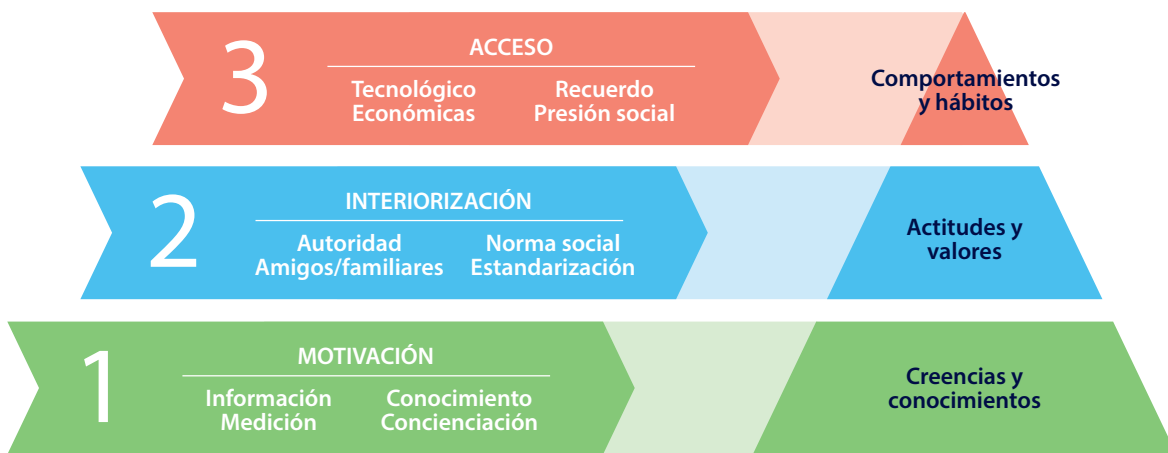 3
ACCESO
Tecnológico Recuerdo
Económicas Presión social
Comportamientos
y hábitos
2
INTERIORIZACIÓN
Autoridad Norma social
Amigos/familiares Estandarización
Actitudes y
valores
1
MOTIVACIÓN
Información Conocimiento
Medición Concienciación
Creencias y
conocimientos